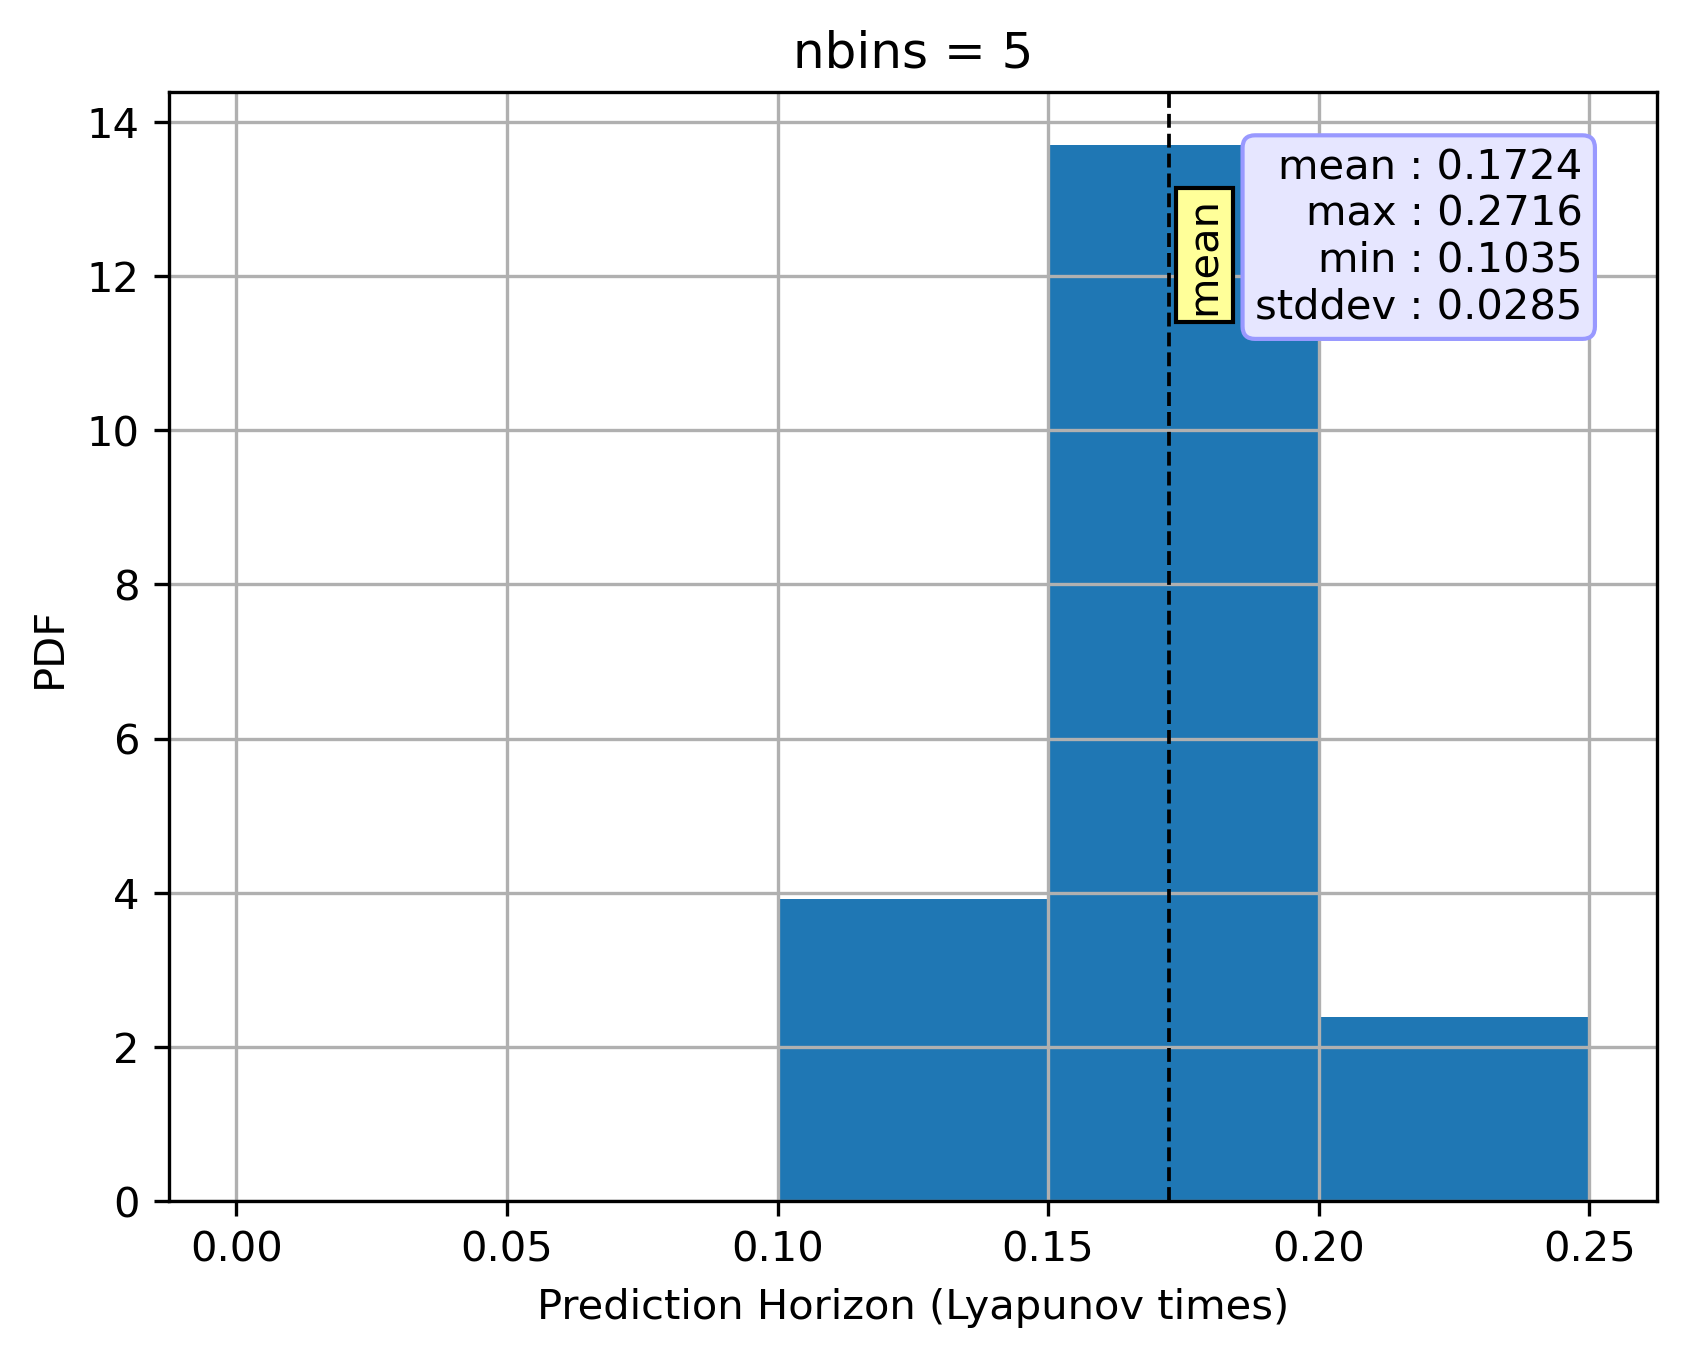 nbins = 5
14
12
10
8
6
4
2
0
PDF
mean
mean : 0.1724
max : 0.2716
min : 0.1035
stddev : 0.0285
0.00 0.05 0.10 0.15 0.20 0.25
Prediction Horizon (Lyapunov times)